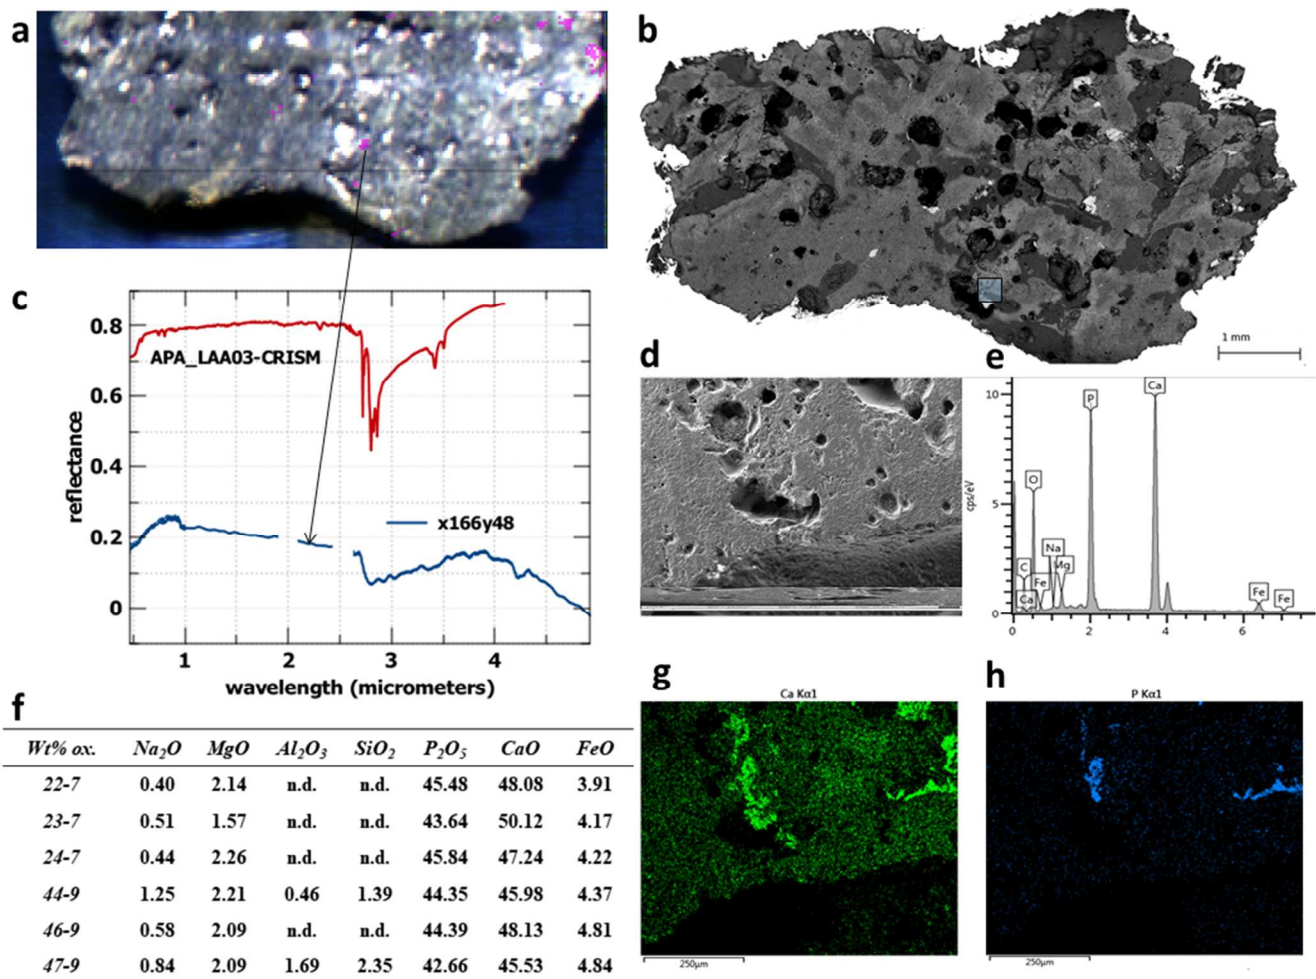 a
b
c
0.8
0.6
0.4
0.2
0
APA_LAA03-CRISM
x166y48
reflectance
1 2 3 4
wavelength (micrometers)
1 mm
d
e
10
5
0
cps/eV
P
Ca
O
C
Ca
Fe
Na
Mg
Fe
Fe
0 2 4 6
f
Wt% ox. Na₂O MgO Al₂O₃ SiO₂ P₂O₅ CaO FeO
22-7 0.40 2.14 n.d. n.d. 45.48 48.08 3.91
23-7 0.51 1.57 n.d. n.d. 43.64 50.12 4.17
24-7 0.44 2.26 n.d. n.d. 45.84 47.24 4.22
44-9 1.25 2.21 0.46 1.39 44.35 45.98 4.37
46-9 0.58 2.09 n.d. n.d. 44.39 48.13 4.81
47-9 0.84 2.09 1.69 2.35 42.66 45.53 4.84
g
Ca Kα1
250μm
h
P Kα1
250μm